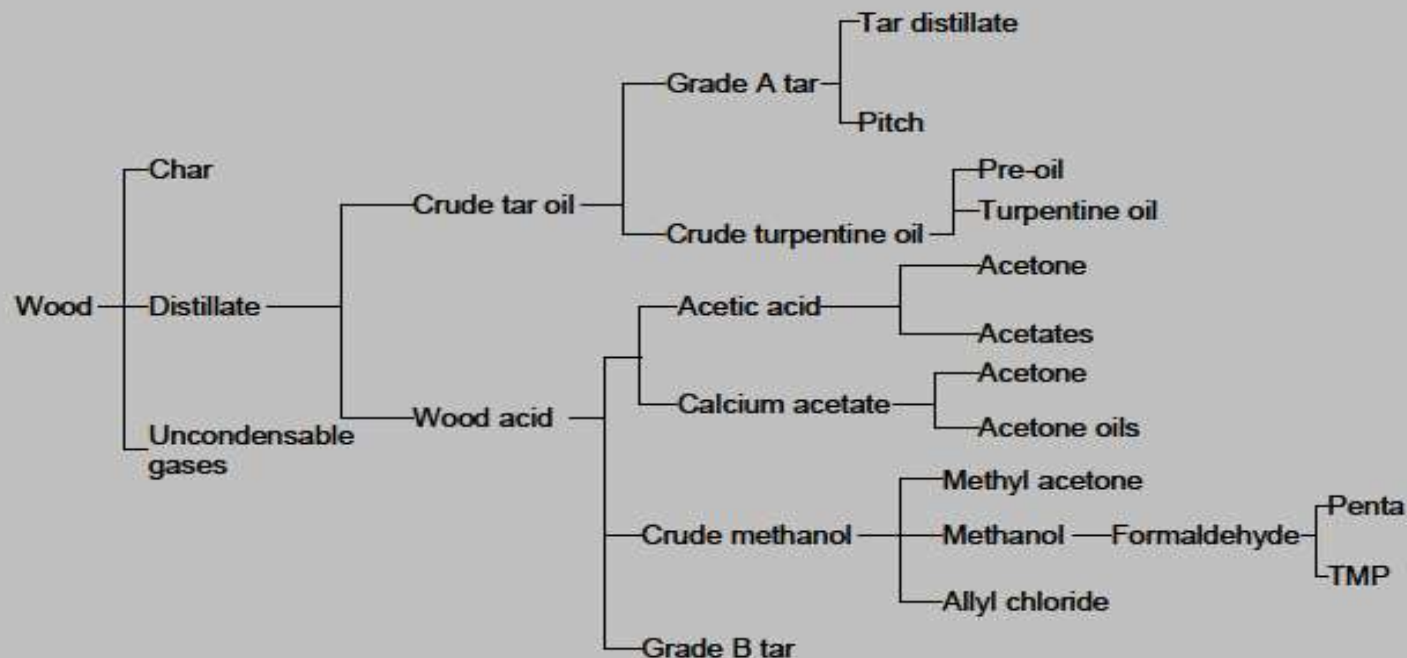 Tar distillate
Grade A tar
Pitch
Char
Pre-oil
Crude tar oil
Turpentine oil
Crude turpentine oil
Acetone
Wood
Distillate
Acetic acid
Acetates
Acetone
Calcium acetate
Wood acid
Acetone oils
Uncondensable
gases
Methyl acetone
Penta
Crude methanol
Methanol
Formaldehyde
TMP
Allyl chloride
Grade B tar